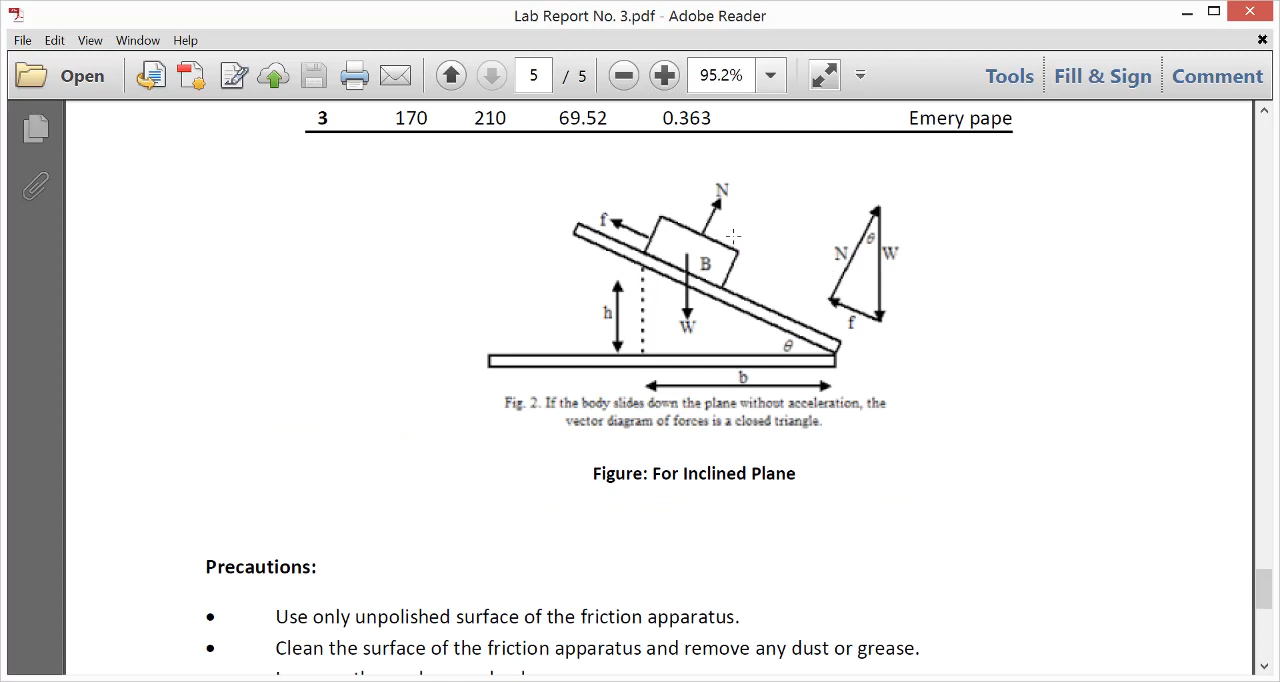 Lab Report No. 3.pdf - Adobe Reader
File Edit View Window Help
Open 5 / 5 95.2% Tools Fill & Sign Comment
3 170 210 69.52 0.363 Emery pape
N
f
B
h
W
θ
b
N
θ
W
f
Fig. 2. If the body slides down the plane without acceleration, the
vector diagram of forces is a closed triangle.
Figure: For Inclined Plane
Precautions:
• Use only unpolished surface of the friction apparatus.
• Clean the surface of the friction apparatus and remove any dust or grease.